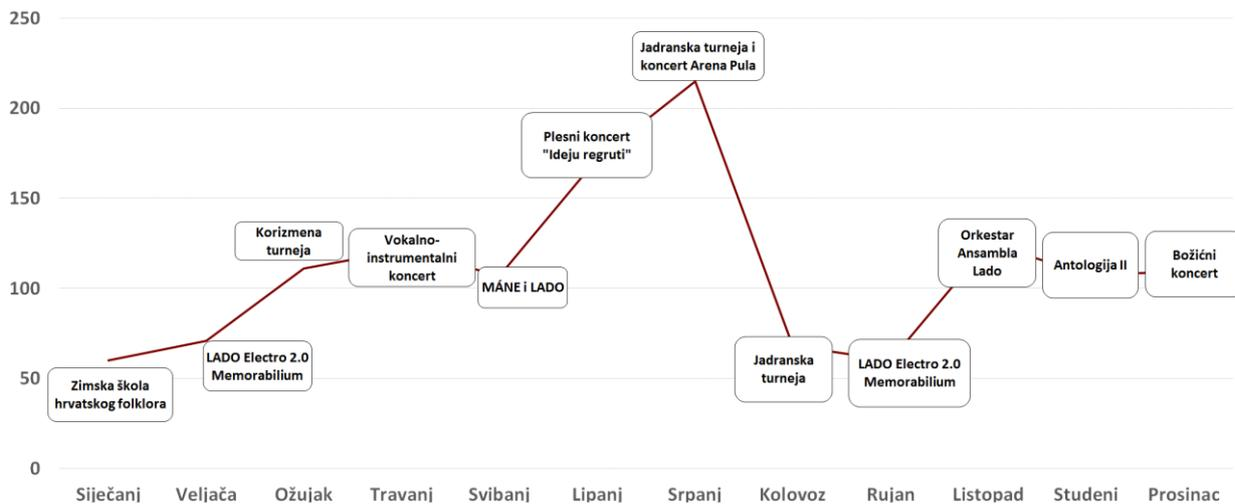 250
200
150
100
50
0
Zimska škola
hrvatskog folklora
LADO Electro 2.0
Memorabilium
Korizmena
turneja
Vokalno-
instrumentalni
koncert
MÁNE i LADO
Plesni koncert
"Ideju regruti"
Jadranska turneja i
koncert Arena Pula
Jadranska
turneja
LADO Electro 2.0
Memorabilium
Orkestar
Ansambla
Lado
Antologija II
Božićni
koncert
Siječanj Veljača Ožujak Travanj Svibanj Lipanj Srpanj Kolovoz Rujan Listopad Studeni Prosinac